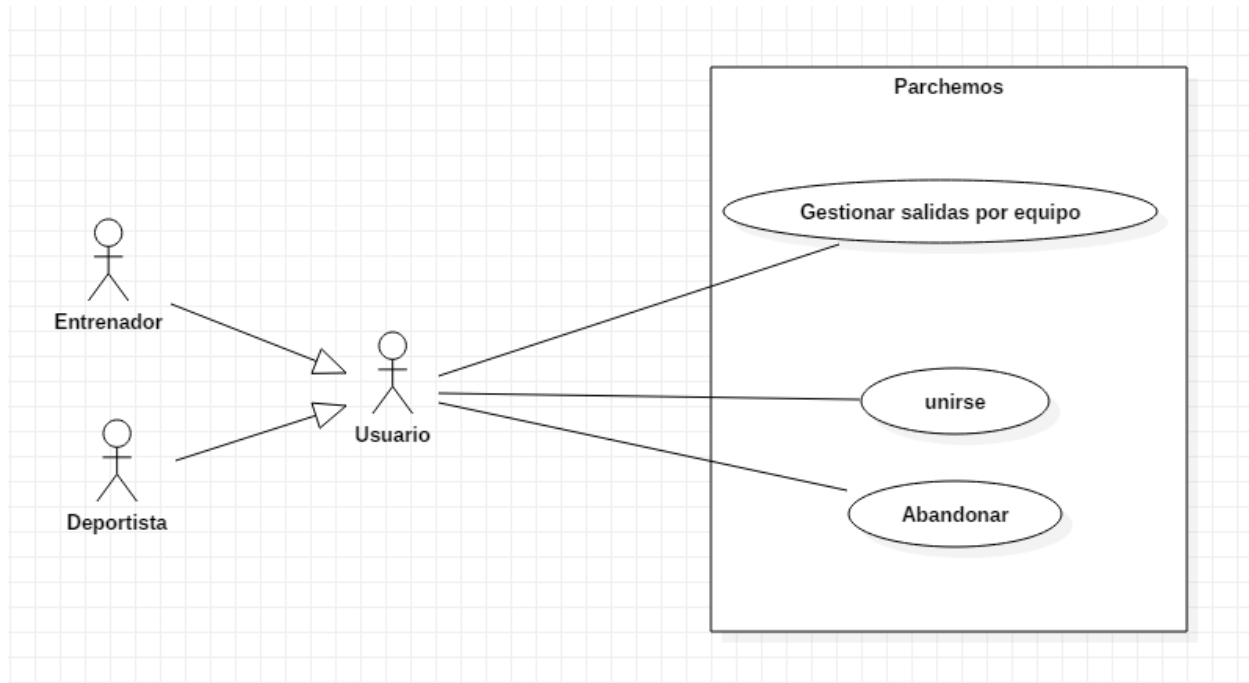 Parchemos
Gestionar salidas por equipo
Entrenador
unirse
Usuario
Abandonar
Deportista